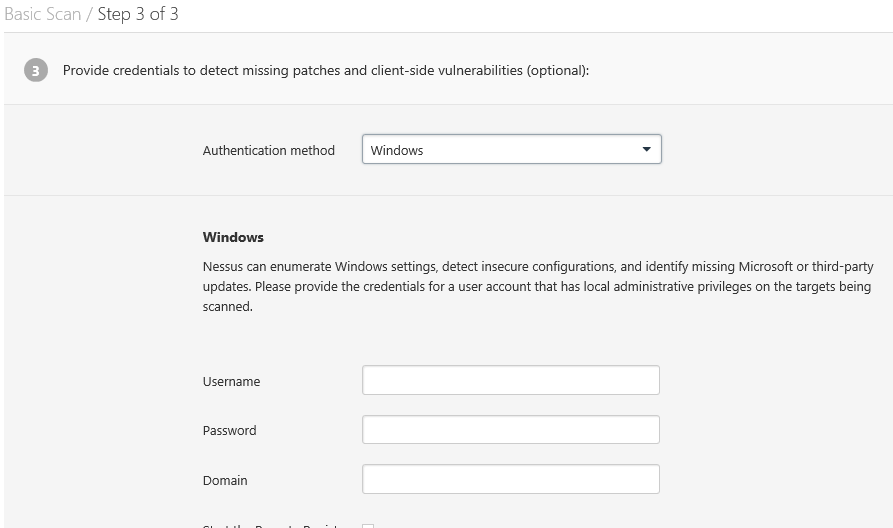 Basic Scan / Step 3 of 3
3 Provide credentials to detect missing patches and client-side vulnerabilities (optional):
Authentication method Windows
Windows
Nessus can enumerate Windows settings, detect insecure configurations, and identify missing Microsoft or third-party
updates. Please provide the credentials for a user account that has local administrative privileges on the targets being
scanned.
Username
Password
Domain